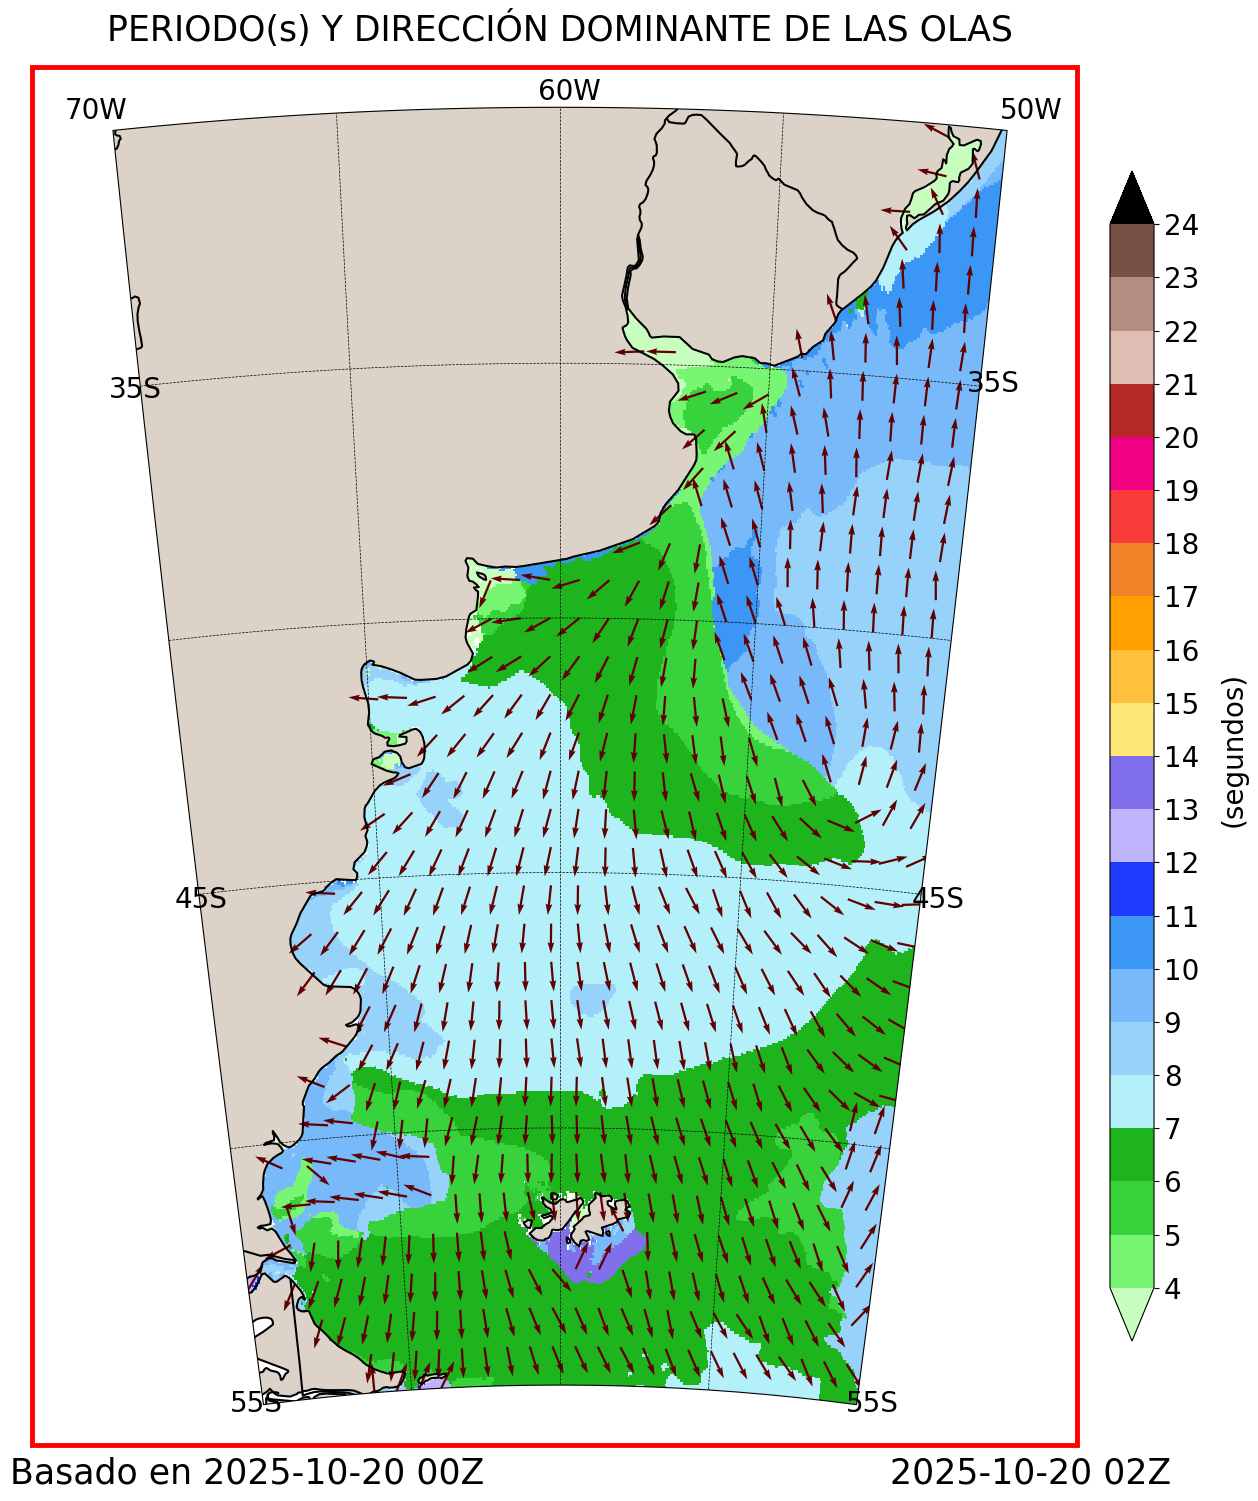 PERIODO(s) Y DIRECCIÓN DOMINANTE DE LAS OLAS
70W
60W
50W
35S
35S
45S
45S
55S
55S
24
23
22
21
20
19
18
17
16
15
14
13
12
11
10
9
8
7
6
5
4
(segundos)
Basado en 2025-10-20 00Z
2025-10-20 02Z